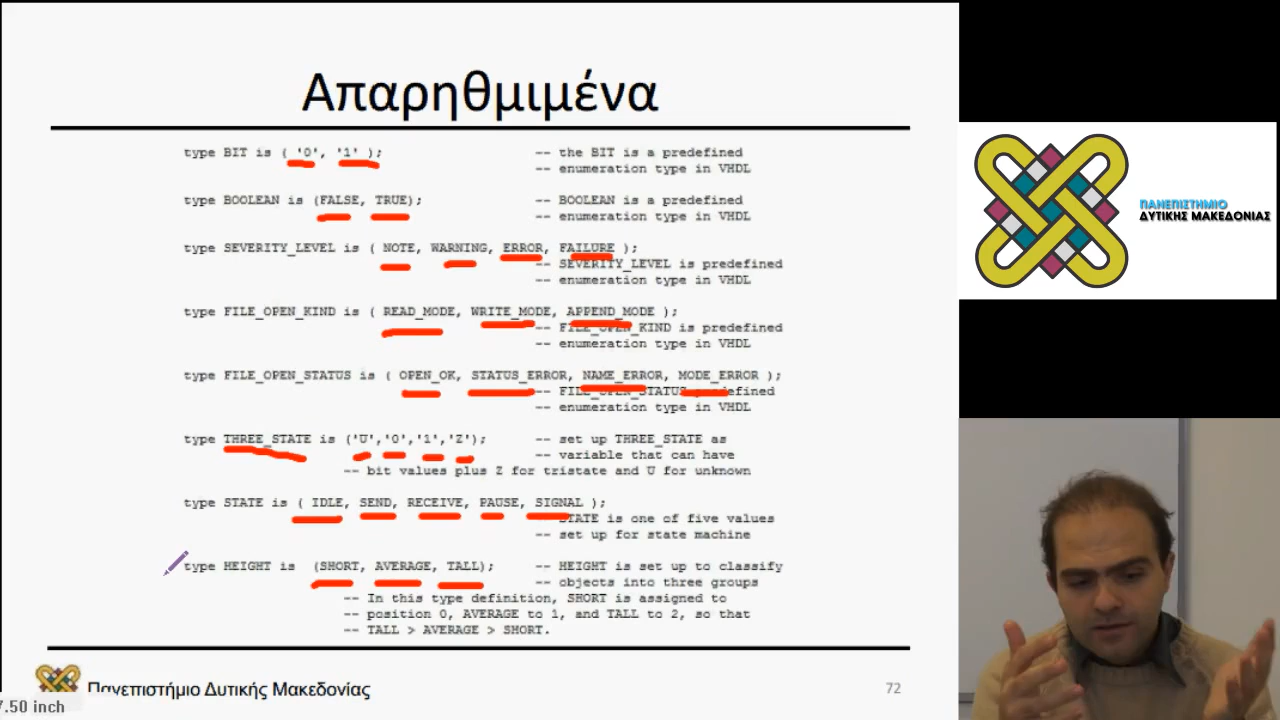 Απαρηθμιμένα
type BIT is ( '0', '1' ); -- the BIT is a predefined
-- enumeration type in VHDL
type BOOLEAN is (FALSE, TRUE); -- BOOLEAN is a predefined
-- enumeration type in VHDL
type SEVERITY_LEVEL is ( NOTE, WARNING, ERROR, FAILURE );
-- SEVERITY_LEVEL is predefined
-- enumeration type in VHDL
type FILE_OPEN_KIND is ( READ_MODE, WRITE_MODE, APPEND_MODE );
-- FILE_OPEN_KIND is predefined
-- enumeration type in VHDL
type FILE_OPEN_STATUS is ( OPEN_OK, STATUS_ERROR, NAME_ERROR, MODE_ERROR );
-- FILE_OPEN_STATUS predefined
-- enumeration type in VHDL
type THREE_STATE is ('U','0','1','Z'); -- set up THREE_STATE as
-- variable that can have
-- bit values plus Z for tristate and U for unknown
type STATE is ( IDLE, SEND, RECEIVE, PAUSE, SIGNAL );
STATE is one of five values
-- set up for state machine
type HEIGHT is (SHORT, AVERAGE, TALL); -- HEIGHT is set up to classify
-- objects into three groups
-- In this type definition, SHORT is assigned to
-- position 0, AVERAGE to 1, and TALL to 2, so that
-- TALL > AVERAGE > SHORT.
Πανεπιστήμιο Δυτικής Μακεδονίας
72
7.50 inch
ΠΑΝΕΠΙΣΤΗΜΙΟ
ΔΥΤΙΚΗΣ ΜΑΚΕΔΟΝΙΑΣ